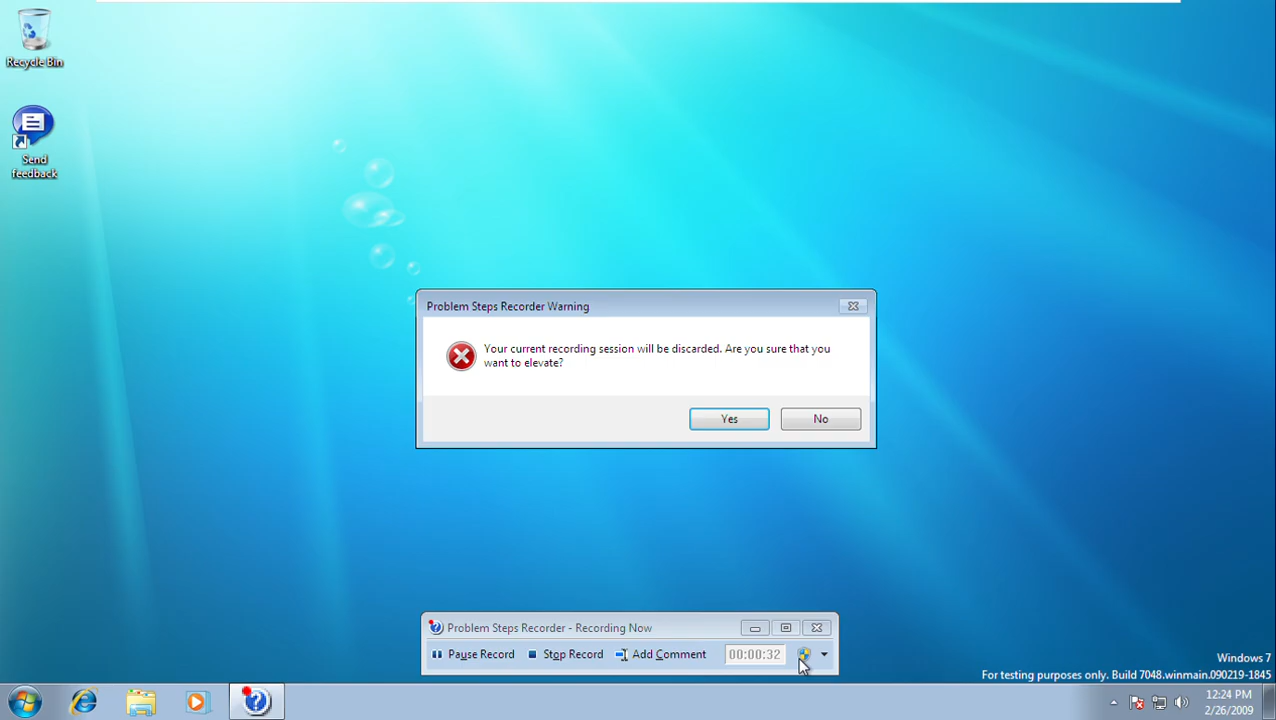 Recycle Bin
Send
feedback
Problem Steps Recorder Warning
Your current recording session will be discarded. Are you sure that you
want to elevate?
Yes
No
Problem Steps Recorder - Recording Now
Pause Record
Stop Record
Add Comment
00:00:32
Windows 7
For testing purposes only. Build 7048.winmain.090219-1845
12:24 PM
2/26/2009